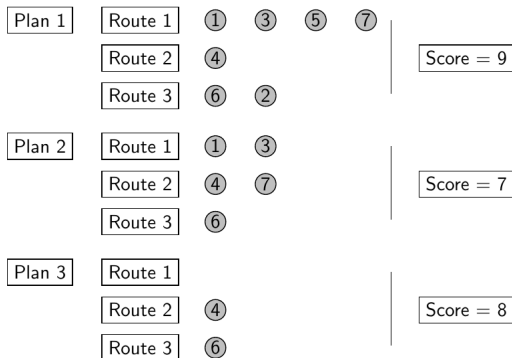 Plan 1 Route 1 1 3 5 7
Route 2 4 Score = 9
Route 3 6 2
Plan 2 Route 1 1 3
Route 2 4 7 Score = 7
Route 3 6
Plan 3 Route 1
Route 2 4 Score = 8
Route 3 6